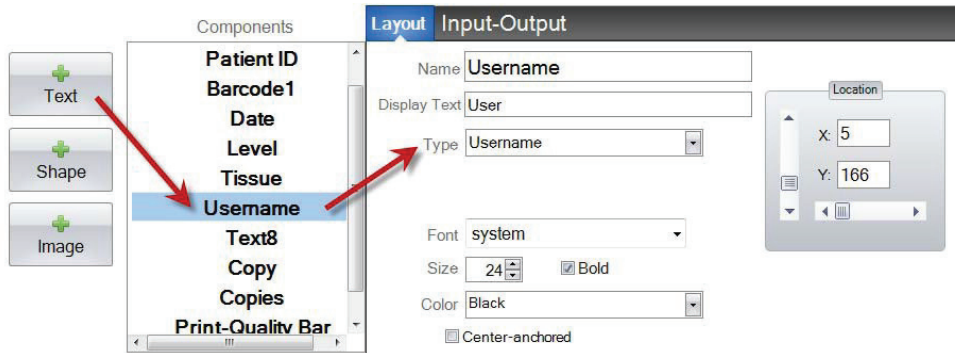 Components
Layout
Input-Output
Text
Shape
Image
Patient ID
Barcode1
Date
Level
Tissue
Username
Text8
Copy
Copies
Print-Quality Bar
Name Username
Display Text User
Type Username
Font system
Size 24 Bold
Color Black
Center-anchored
Location
X: 5
Y: 166